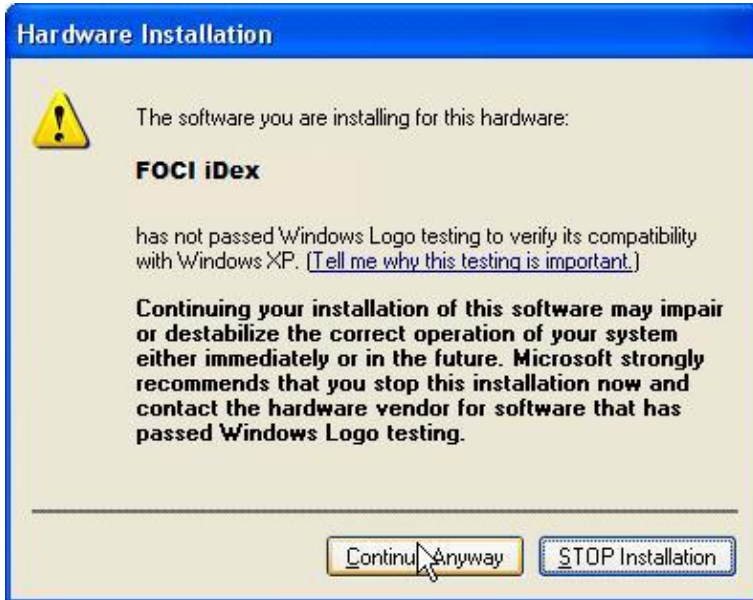 Hardware Installation
The software you are installing for this hardware:
FOCI iDex
has not passed Windows Logo testing to verify its compatibility
with Windows XP. (Tell me why this testing is important.)
Continuing your installation of this software may impair
or destabilize the correct operation of your system
either immediately or in the future. Microsoft strongly
recommends that you stop this installation now and
contact the hardware vendor for software that has
passed Windows Logo testing.
Continue Anyway
STOP Installation